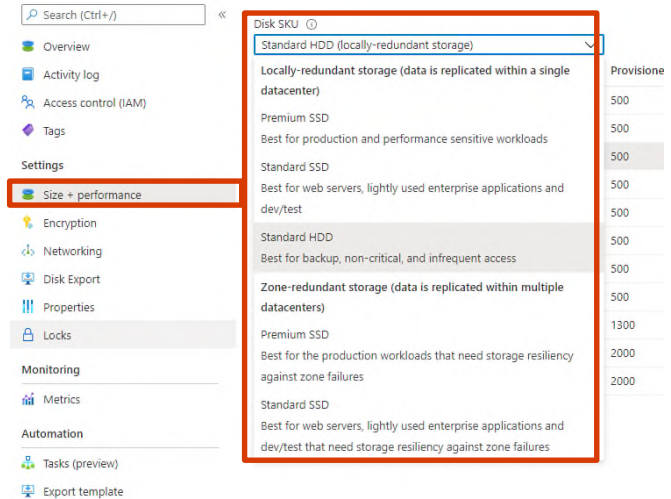 Search (Ctrl+/)
«
Overview
Activity log
Access control (IAM)
Tags
Settings
Size + performance
Encryption
Networking
Disk Export
Properties
Locks
Monitoring
Metrics
Automation
Tasks (preview)
Export template
Disk SKU
Standard HDD (locally-redundant storage)
Locally-redundant storage (data is replicated within a single
datacenter)
Premium SSD
Best for production and performance sensitive workloads
Standard SSD
Best for web servers, lightly used enterprise applications and
dev/test
Standard HDD
Best for backup, non-critical, and infrequent access
Zone-redundant storage (data is replicated within multiple
datacenters)
Premium SSD
Best for the production workloads that need storage resiliency
against zone failures
Standard SSD
Best for web servers, lightly used enterprise applications and
dev/test that need storage resiliency against zone failures
Provisione
500
500
500
500
500
500
500
500
1300
2000
2000